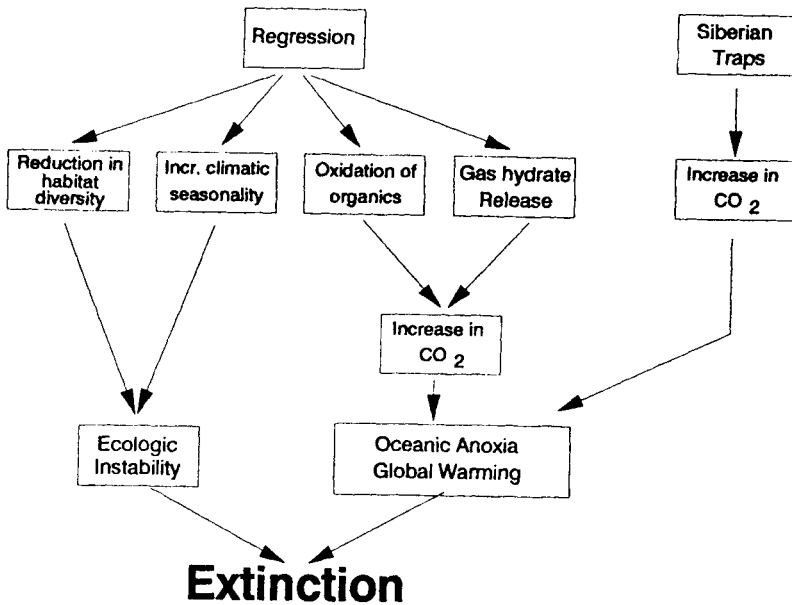 Regression
Siberian
Traps
Reduction in
habitat
diversity
Incr. climatic
seasonality
Oxidation of
organics
Gas hydrate
Release
Increase in
CO 2
Increase in
CO 2
Ecologic
Instability
Oceanic Anoxia
Global Warming
Extinction